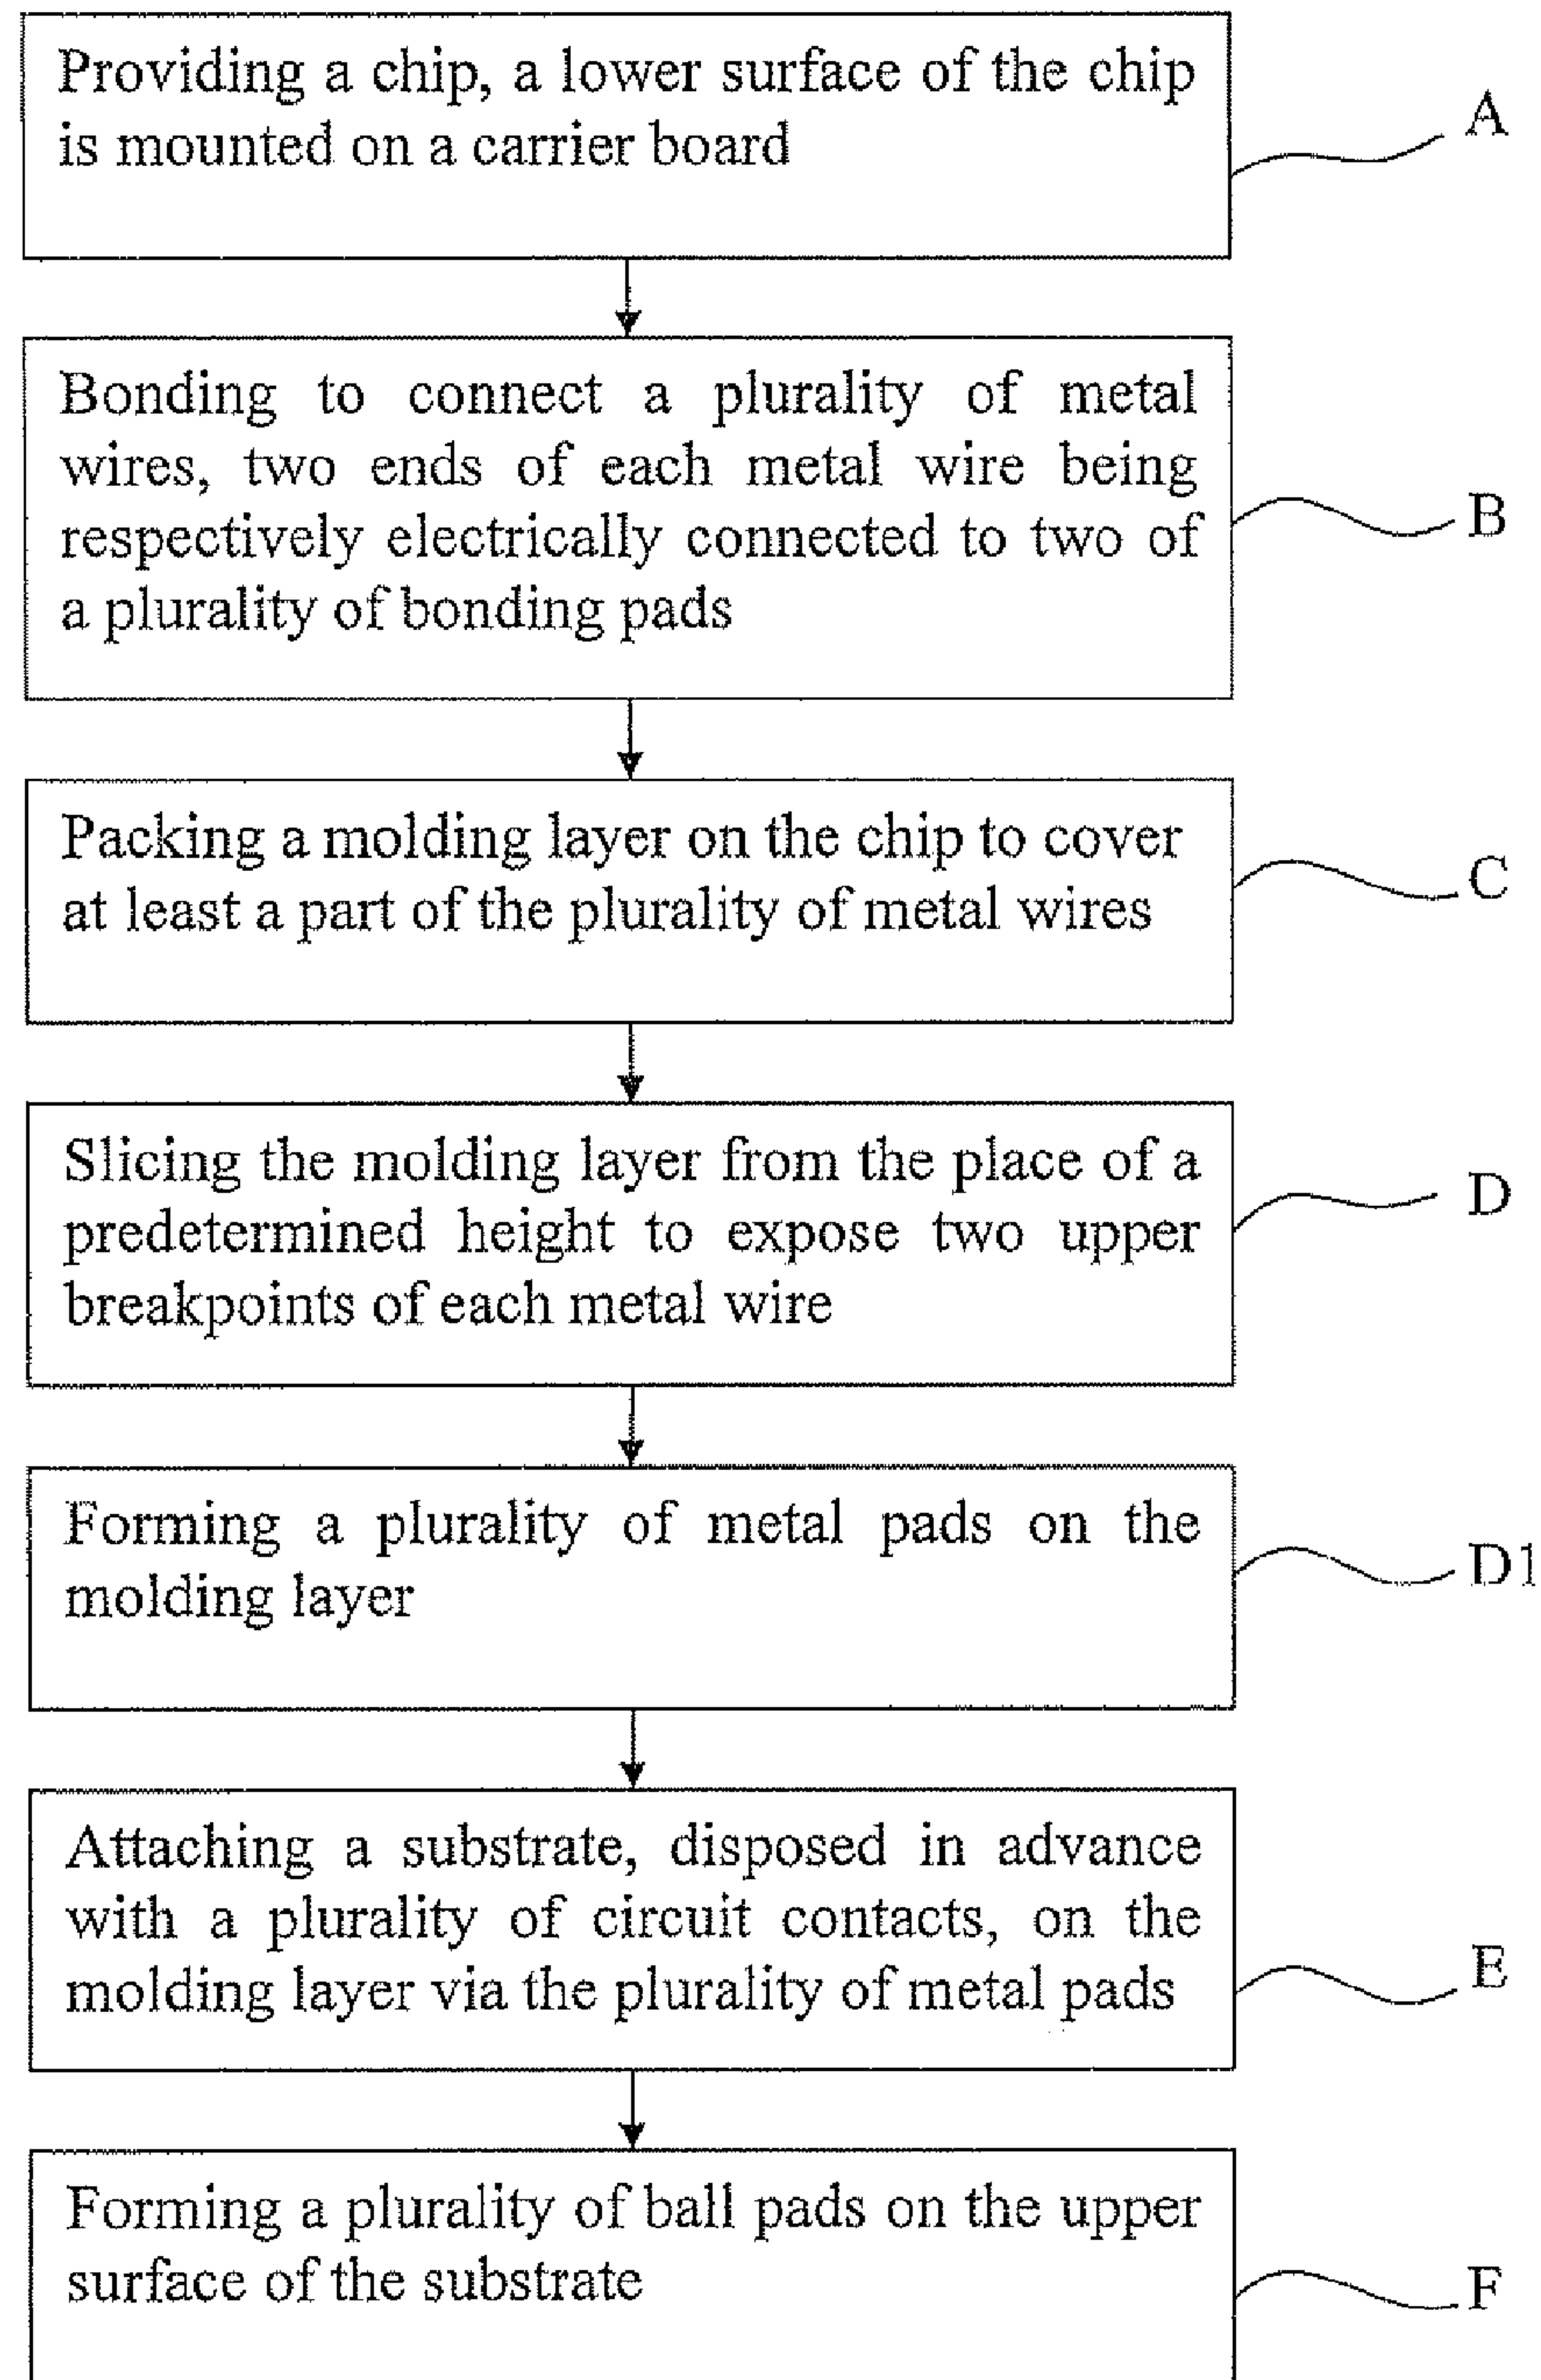 Providing a chip, a lower surface of the chip
is mounted on a carrier board
A
Bonding to connect a plurality of metal
wires, two ends of each metal wire being
respectively electrically connected to two of
a plurality of bonding pads
B
Packing a molding layer on the chip to cover
at least a part of the plurality of metal wires
C
Slicing the molding layer from the place of a
predetermined height to expose two upper
breakpoints of each metal wire
D
Forming a plurality of metal pads on the
molding layer
D1
Attaching a substrate, disposed in advance
with a plurality of circuit contacts, on the
molding layer via the plurality of metal pads
E
Forming a plurality of ball pads on the upper
surface of the substrate
F